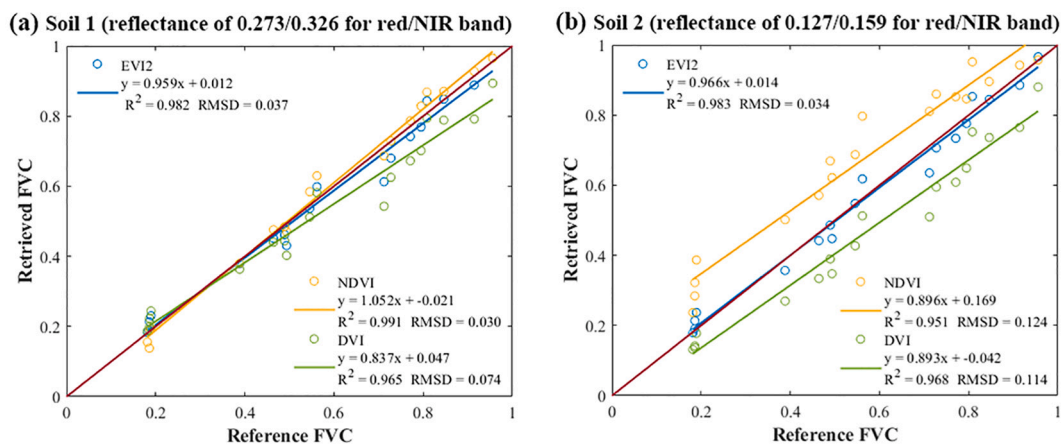 (a) Soil 1 (reflectance of 0.273/0.326 for red/NIR band)
1
0.8
0.6
0.4
0.2
0
Retrieved FVC
EVI2
y = 0.959x + 0.012
R² = 0.982 RMSD = 0.037
NDVI
y = 1.052x + -0.021
R² = 0.991 RMSD = 0.030
DVI
y = 0.837x + 0.047
R² = 0.965 RMSD = 0.074
0 0.2 0.4 0.6 0.8 1
Reference FVC
(b) Soil 2 (reflectance of 0.127/0.159 for red/NIR band)
1
0.8
0.6
0.4
0.2
0
Retrieved FVC
EVI2
y = 0.966x + 0.014
R² = 0.983 RMSD = 0.034
NDVI
y = 0.896x + 0.169
R² = 0.951 RMSD = 0.124
DVI
y = 0.893x + -0.042
R² = 0.968 RMSD = 0.114
0 0.2 0.4 0.6 0.8 1
Reference FVC